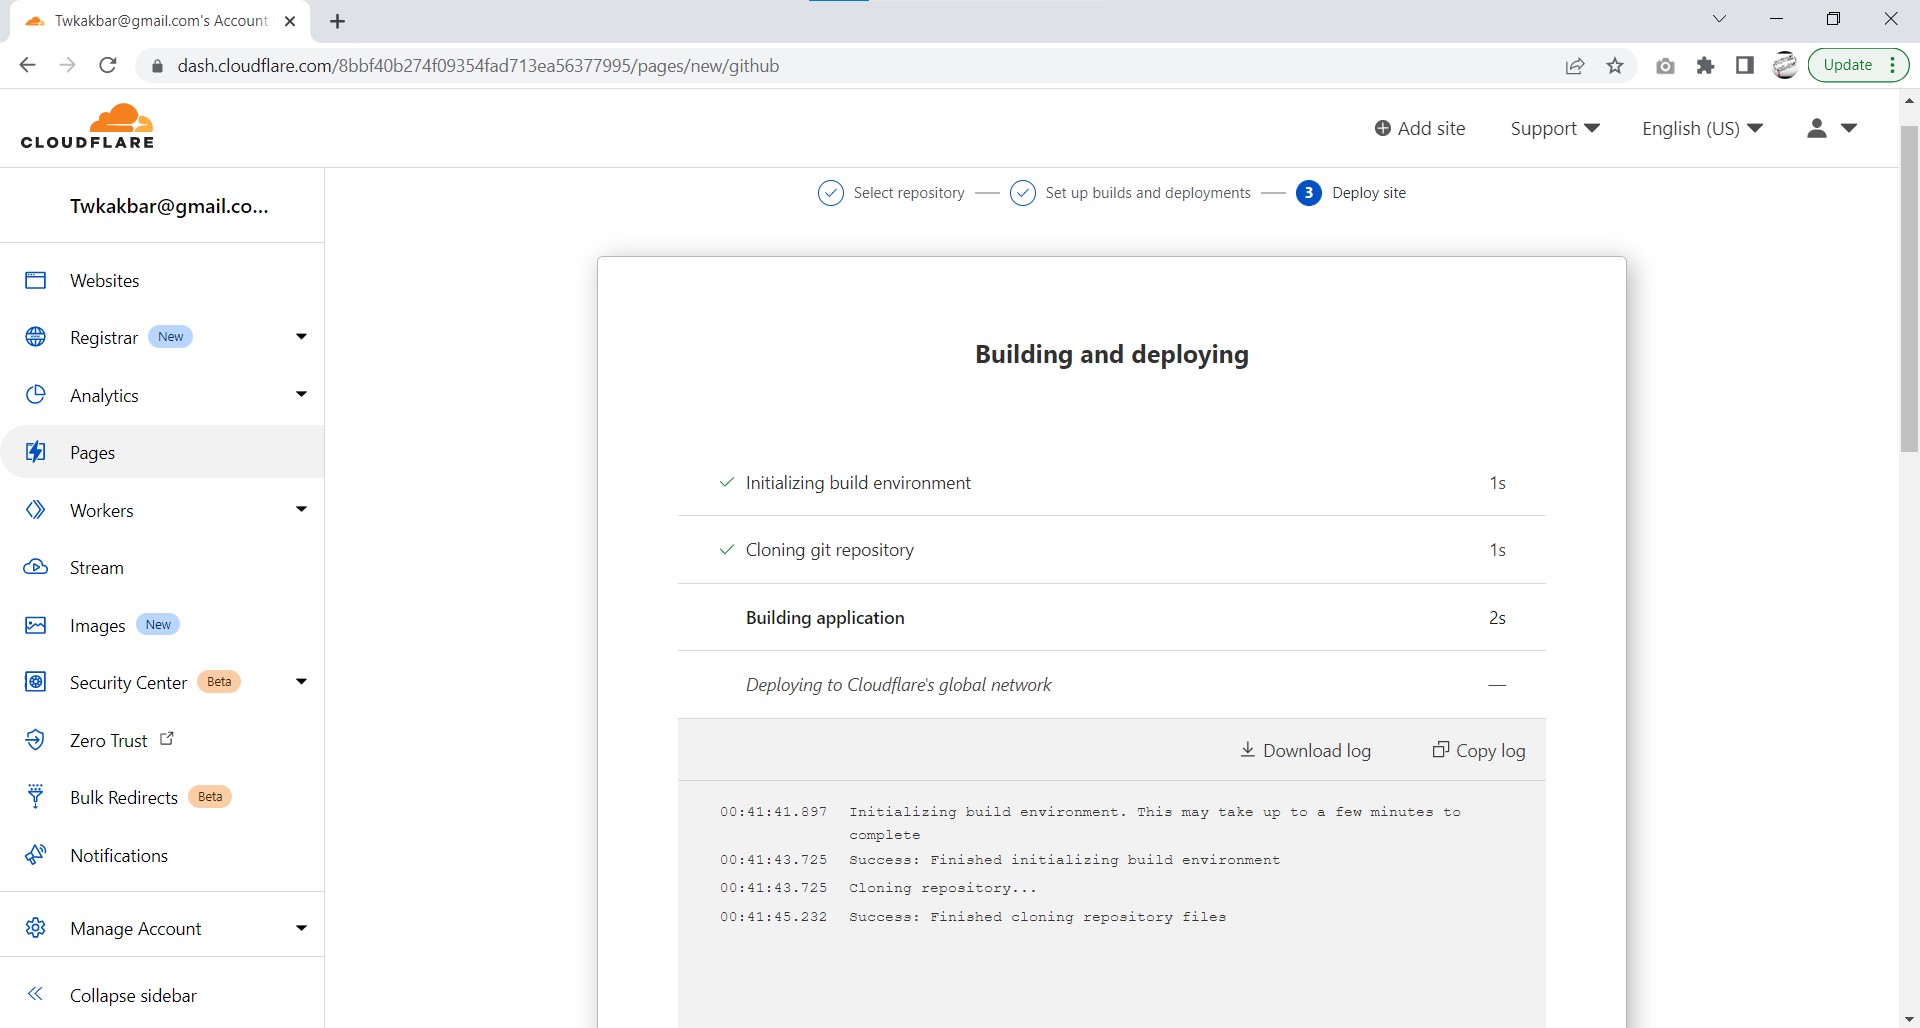 Twkakbar@gmail.com's Account
dash.cloudflare.com/8bbf40b274f09354fad713ea56377995/pages/new/github
Update
CLOUDFLARE
Add site
Support
English (US)
Twkakbar@gmail.co...
Websites
Registrar New
Analytics
Pages
Workers
Stream
Images New
Security Center Beta
Zero Trust
Bulk Redirects Beta
Notifications
Manage Account
Collapse sidebar
Select repository
Set up builds and deployments
3 Deploy site
Building and deploying
Initializing build environment 1s
Cloning git repository 1s
Building application 2s
Deploying to Cloudflare's global network —
Download log
Copy log
00:41:41.897 Initializing build environment. This may take up to a few minutes to
complete
00:41:43.725 Success: Finished initializing build environment
00:41:43.725 Cloning repository...
00:41:45.232 Success: Finished cloning repository files